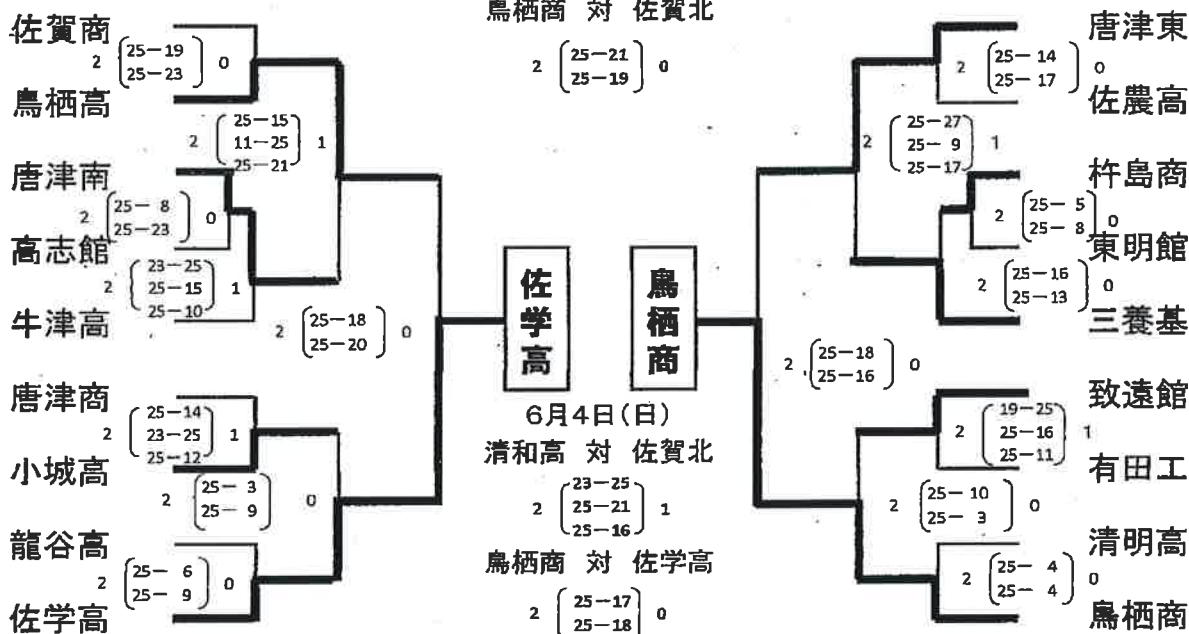 鳥栖商 対 佐賀北
2 25-21 0
25-19
佐賀商
2 25-19 0
25-23
鳥栖高
2 25-15 1
11-25
25-21
唐津南
2 25- 8 0
25-23
高志館
2 23-25 1
25-15
25-10
牛津高
2 25-18 0
25-20
唐津商
2 25-14 1
23-25
25-12
小城高
2 25- 3 0
25- 9
龍谷高
2 25- 6 0
25- 9
佐学高
佐学高
鳥栖商
6月4日(日)
清和高 対 佐賀北
2 23-25 1
25-21
25-16
鳥栖商 対 佐学高
2 25-17 0
25-18
唐津東
2 25-14 0
25-17
佐農高
2 25-27 1
25- 9
25-17
杵島商
2 25- 5 0
25- 8
東明館
2 25-16 0
25-13
三養基
2 25-18 0
25-16
致遠館
2 19-25 1
25-16
25-11
有田工
2 25-10 0
25- 3
清明高
2 25- 4 0
25- 4
鳥栖商